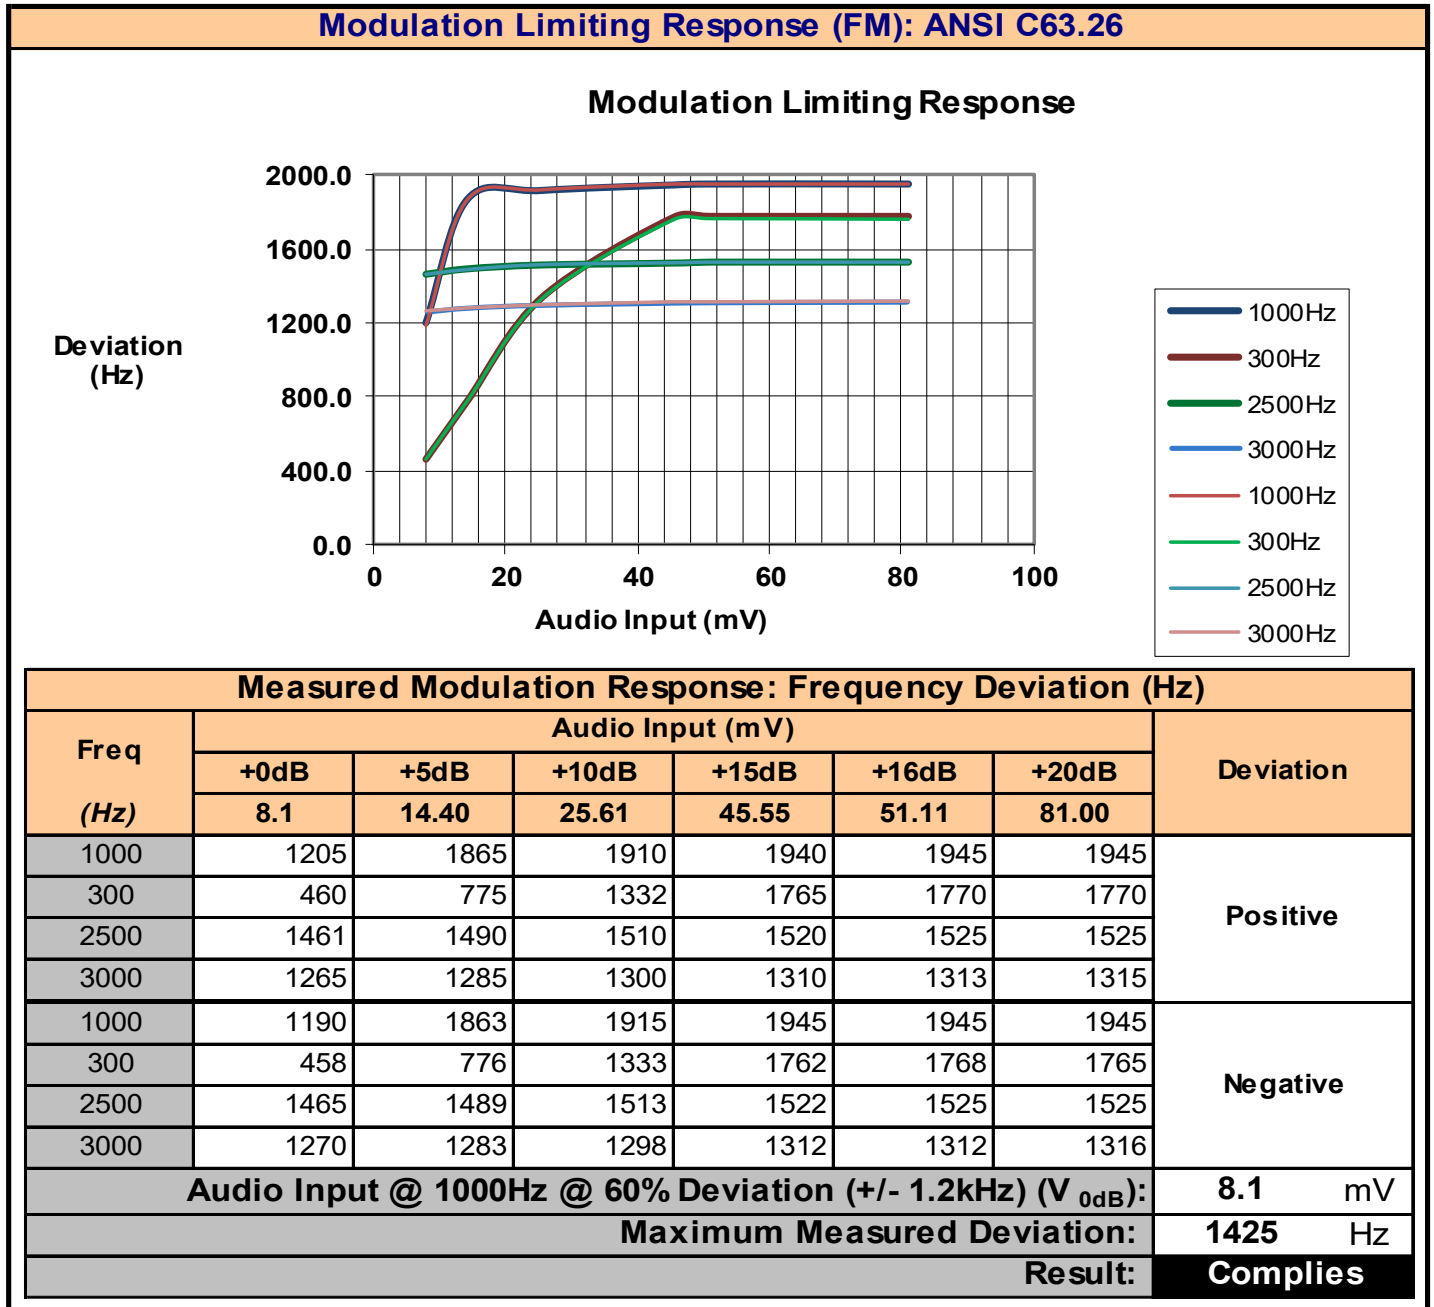 Modulation Limiting Response (FM): ANSI C63.26
Modulation Limiting Response
2000.0
1600.0
1200.0
800.0
400.0
0.0
Deviation
(Hz)
0 20 40 60 80 100
Audio Input (mV)
1000Hz
300Hz
2500Hz
3000Hz
1000Hz
300Hz
2500Hz
3000Hz
Measured Modulation Response: Frequency Deviation (Hz)
Freq Audio Input (mV) Deviation
+0dB +5dB +10dB +15dB +16dB +20dB
(Hz) 8.1 14.40 25.61 45.55 51.11 81.00
1000 1205 1865 1910 1940 1945 1945
300 460 775 1332 1765 1770 1770
Positive
2500 1461 1490 1510 1520 1525 1525
3000 1265 1285 1300 1310 1313 1315
1000 1190 1863 1915 1945 1945 1945
300 458 776 1333 1762 1768 1765
Negative
2500 1465 1489 1513 1522 1525 1525
3000 1270 1283 1298 1312 1312 1316
Audio Input @ 1000Hz @ 60% Deviation (+/- 1.2kHz) (V 0dB): 8.1 mV
Maximum Measured Deviation: 1425 Hz
Result: Complies